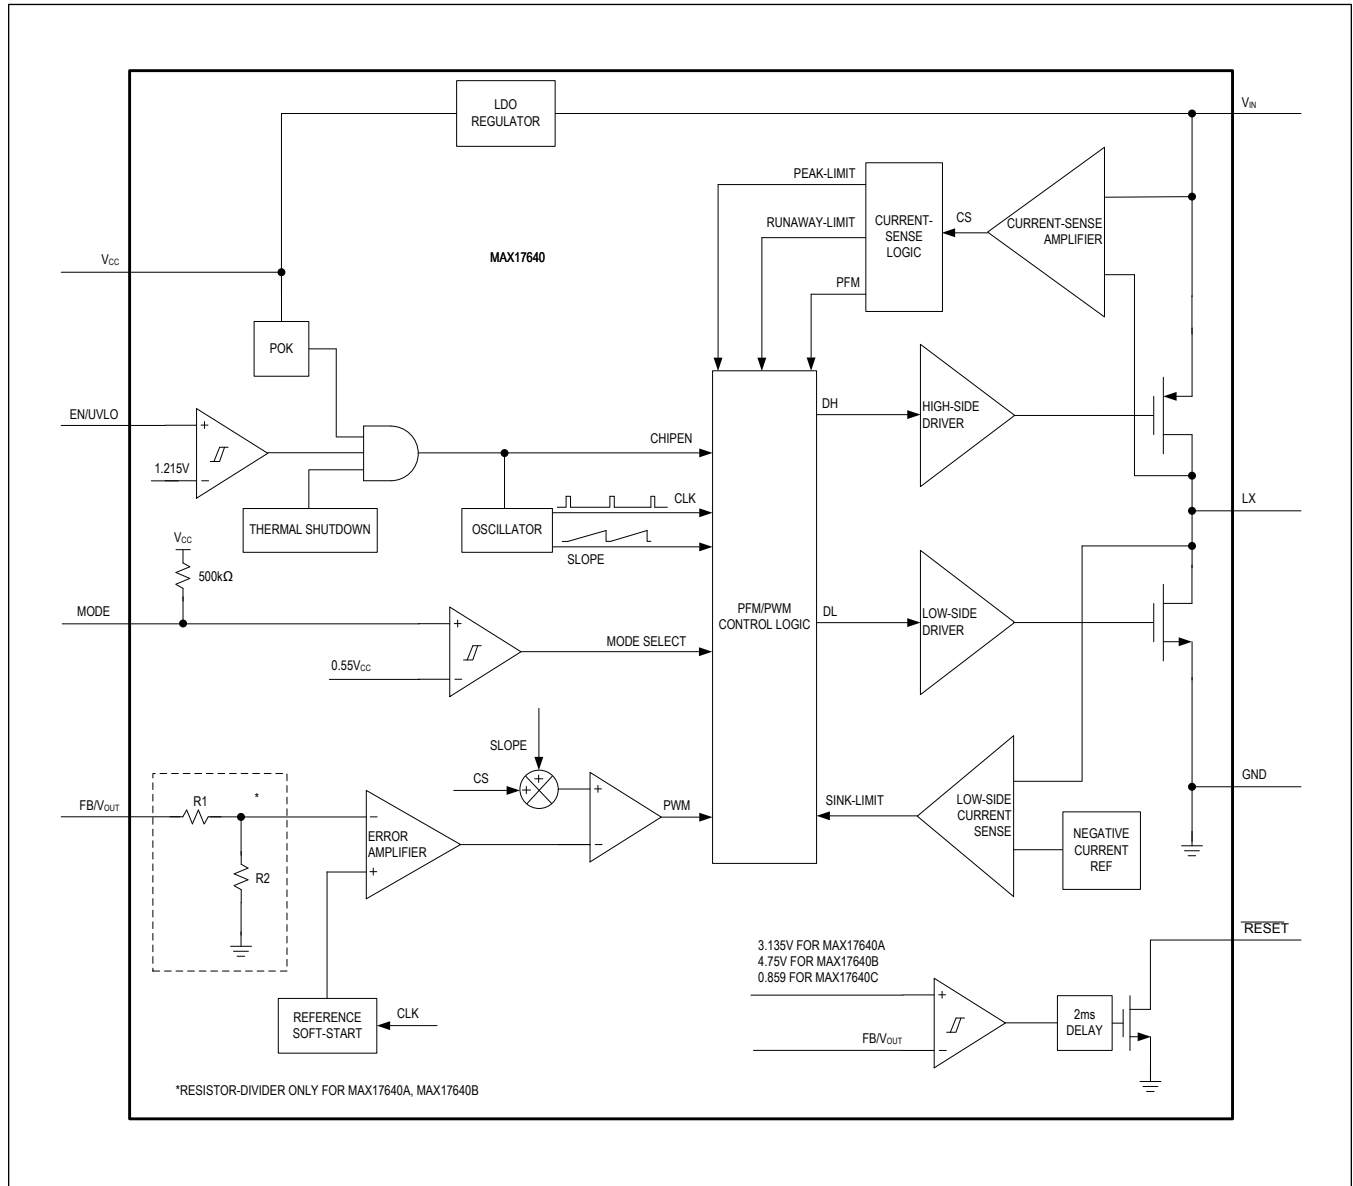 LDO
REGULATOR
VIN
PEAK-LIMIT
RUNAWAY-LIMIT
CURRENT-
SENSE
LOGIC
CS
CURRENT-SENSE
AMPLIFIER
VCC
MAX17640
PFM
POK
EN/UVLO
+
1.215V
−
CHIPEN
DH
HIGH-SIDE
DRIVER
THERMAL SHUTDOWN
OSCILLATOR
CLK
SLOPE
LX
VCC
500kΩ
MODE
+
0.55VCC
−
MODE SELECT
PFM/PWM
CONTROL LOGIC
DL
LOW-SIDE
DRIVER
SLOPE
CS
+
+
+
−
PWM
FB/VOUT
R1
*
R2
−
ERROR
AMPLIFIER
+
SINK-LIMIT
LOW-SIDE
CURRENT
SENSE
NEGATIVE
CURRENT
REF
GND
REFERENCE
SOFT-START
CLK
3.135V FOR MAX17640A
4.75V FOR MAX17640B
0.859 FOR MAX17640C
+
FB/VOUT
−
2ms
DELAY
RESET
*RESISTOR-DIVIDER ONLY FOR MAX17640A, MAX17640B